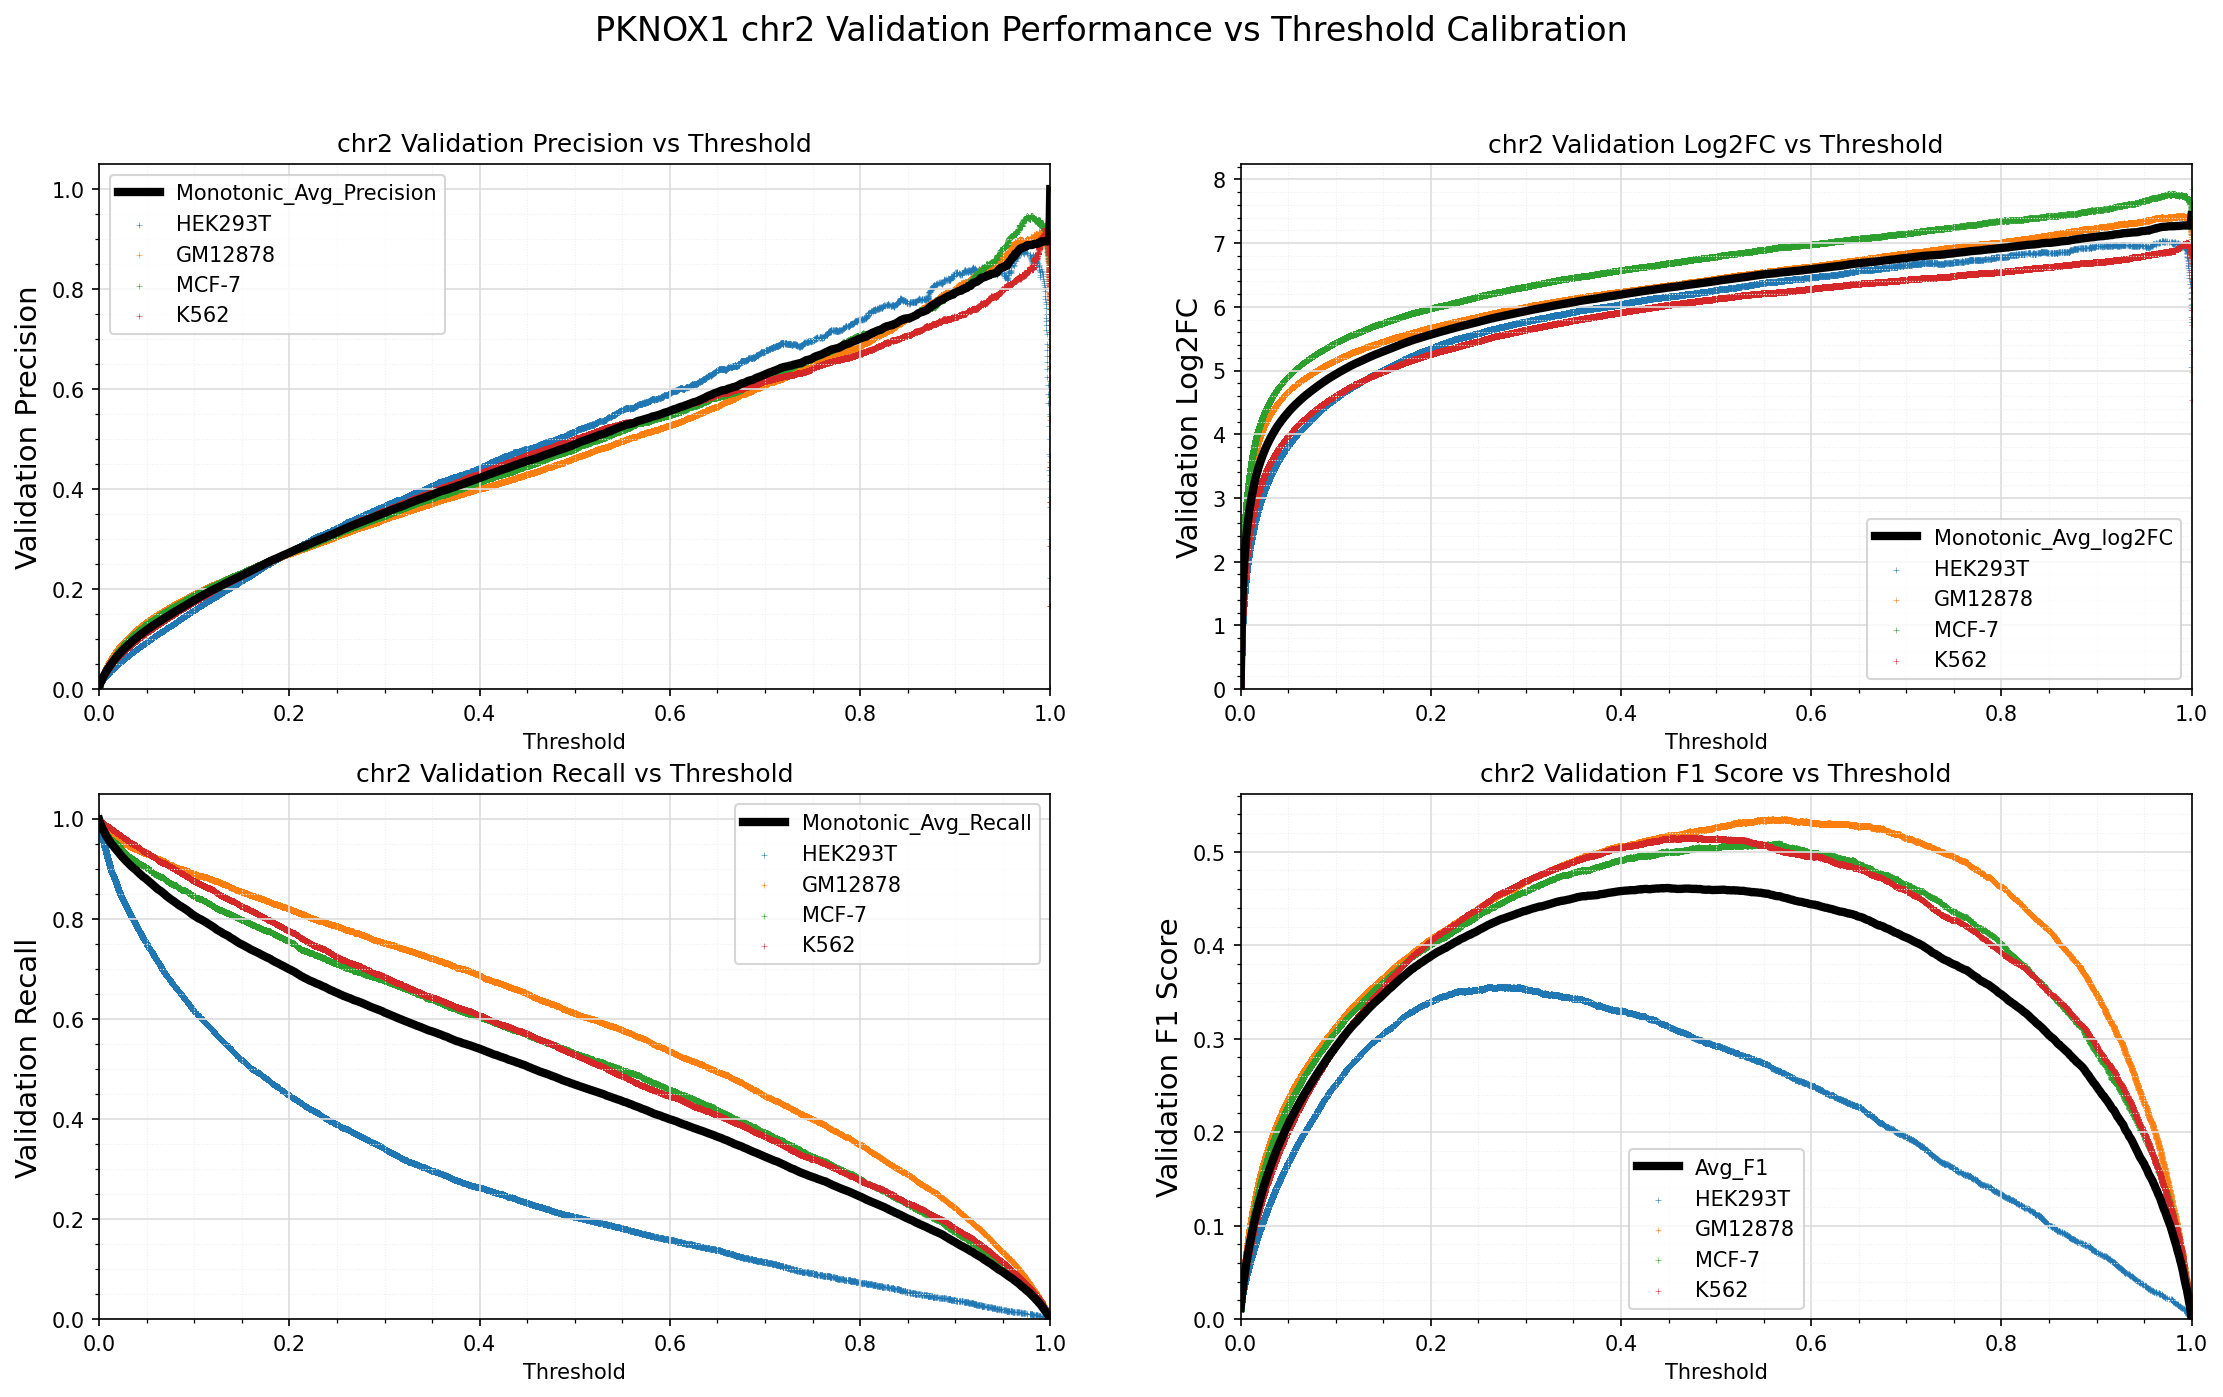 PKNOX1 chr2 Validation Performance vs Threshold Calibration
chr2 Validation Precision vs Threshold
Validation Precision
1.0
0.8
0.6
0.4
0.2
0.0
Monotonic_Avg_Precision
HEK293T
GM12878
MCF-7
K562
0.0 0.2 0.4 0.6 0.8 1.0
Threshold
chr2 Validation Log2FC vs Threshold
Validation Log2FC
8
7
6
5
4
3
2
1
0
Monotonic_Avg_log2FC
HEK293T
GM12878
MCF-7
K562
0.0 0.2 0.4 0.6 0.8 1.0
Threshold
chr2 Validation Recall vs Threshold
Validation Recall
1.0
0.8
0.6
0.4
0.2
0.0
Monotonic_Avg_Recall
HEK293T
GM12878
MCF-7
K562
0.0 0.2 0.4 0.6 0.8 1.0
Threshold
chr2 Validation F1 Score vs Threshold
Validation F1 Score
0.5
0.4
0.3
0.2
0.1
0.0
Avg_F1
HEK293T
GM12878
MCF-7
K562
0.0 0.2 0.4 0.6 0.8 1.0
Threshold